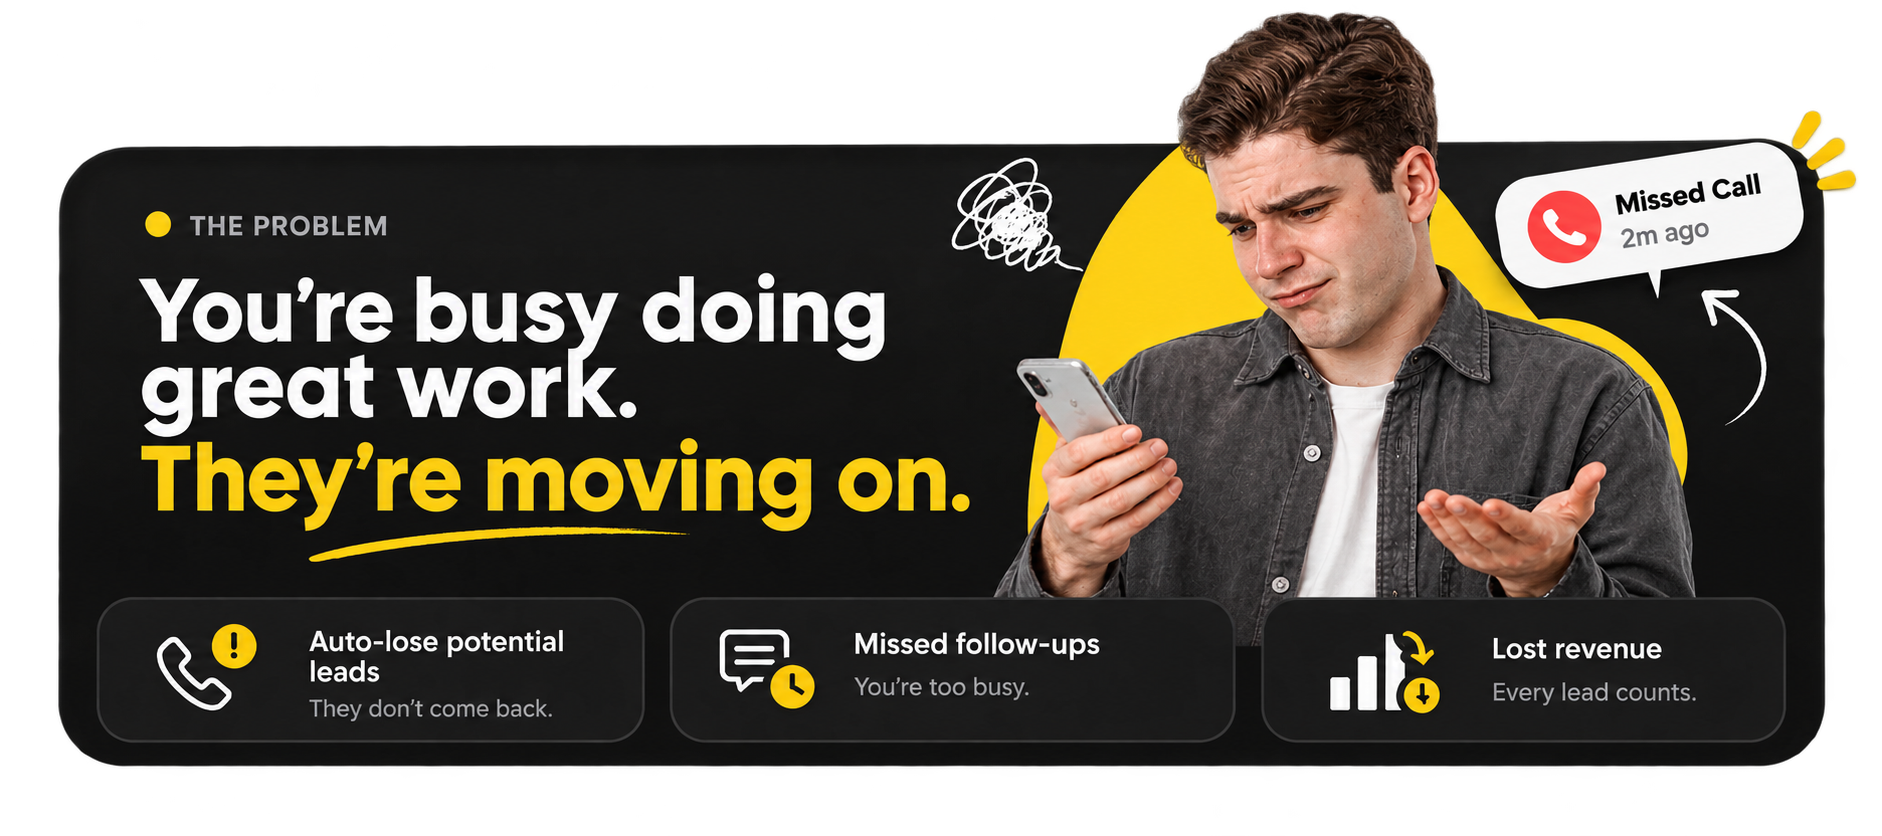 THE PROBLEM
You're busy doing
great work.
They're moving on.
Missed Call
2m ago
Auto-lose potential
leads
They don't come back.
Missed follow-ups
You're too busy.
Lost revenue
Every lead counts.